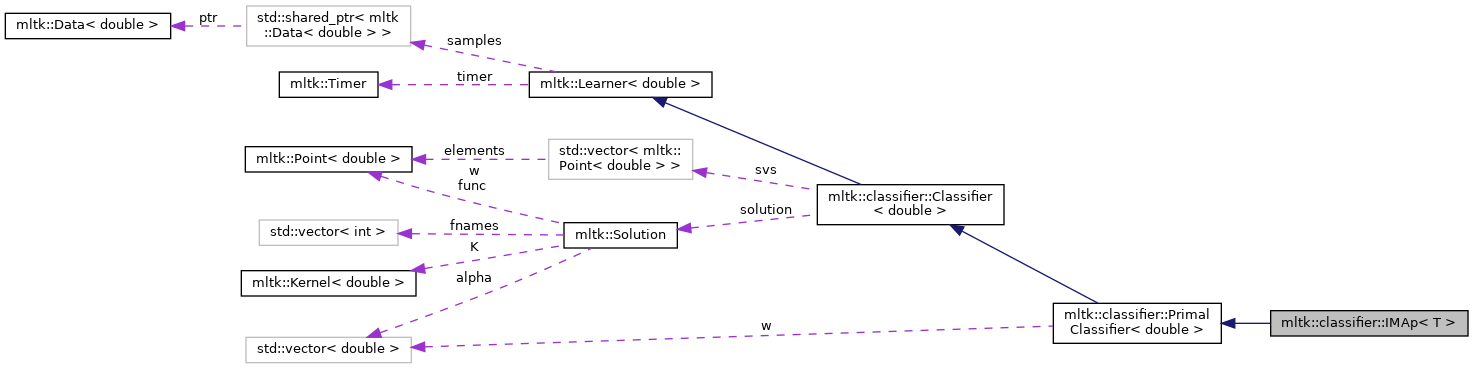 mltk::Data< double >
ptr
std::shared_ptr< mltk
::Data< double > >
samples
mltk::Timer
timer
mltk::Learner< double >
mltk::Point< double >
elements
std::vector< mltk::
Point< double > >
w
func
svs
mltk::classifier::Classifier
< double >
solution
std::vector< int >
fnames
mltk::Solution
K
mltk::Kernel< double >
alpha
std::vector< double >
w
mltk::classifier::Primal
Classifier< double >
mltk::classifier::IMAp< T >